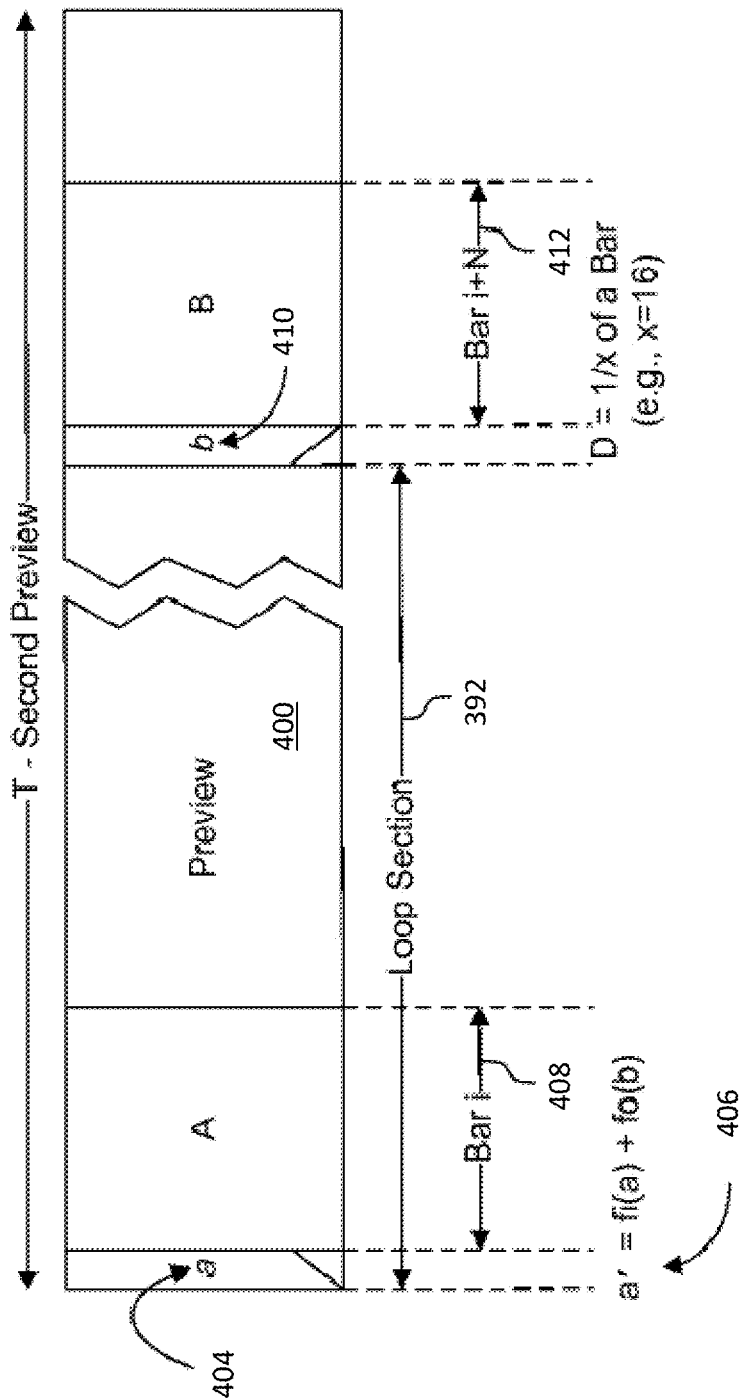 T - Second Preview
404
a
A
Preview
400
b
410
B
Loop Section
392
Bar i
408
Bar i+N
412
a′ = fi(a) + fo(b)
406
D = 1/x of a Bar
(e.g., x=16)